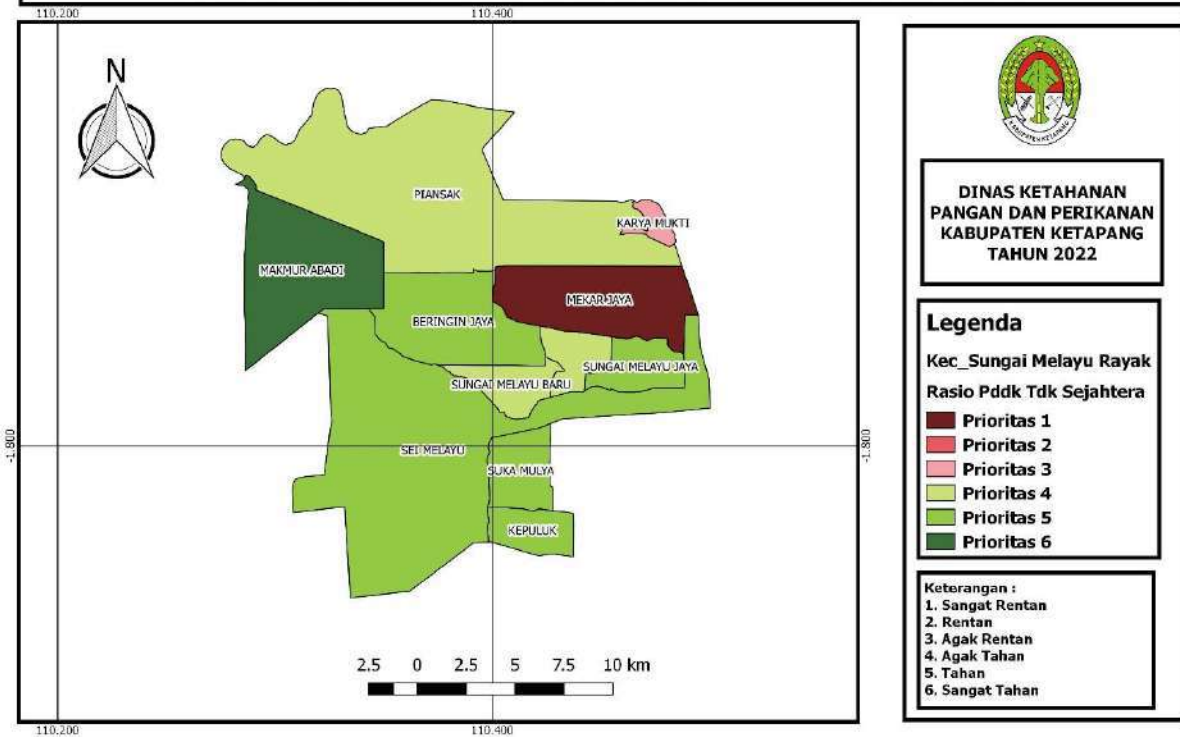 110.200
110.400
N
PIANSAK
KARYA MUKTI
MAKMUR ABADI
MEKAR JAYA
BERINGIN JAYA
SUNGAI MELAYU JAYA
SUNGAI MELAYU BARU
-1.800
SEI MELAYU
-1.800
SUKA MULYA
KEPULUK
2.5 0 2.5 5 7.5 10 km
110.200
110.400
KABUPATEN KETAPANG
DINAS KETAHANAN
PANGAN DAN PERIKANAN
KABUPATEN KETAPANG
TAHUN 2022
Legenda
Kec_Sungai Melayu Rayak
Rasio Pddk Tdk Sejahtera
Prioritas 1
Prioritas 2
Prioritas 3
Prioritas 4
Prioritas 5
Prioritas 6
Keterangan :
1. Sangat Rentan
2. Rentan
3. Agak Rentan
4. Agak Tahan
5. Tahan
6. Sangat Tahan